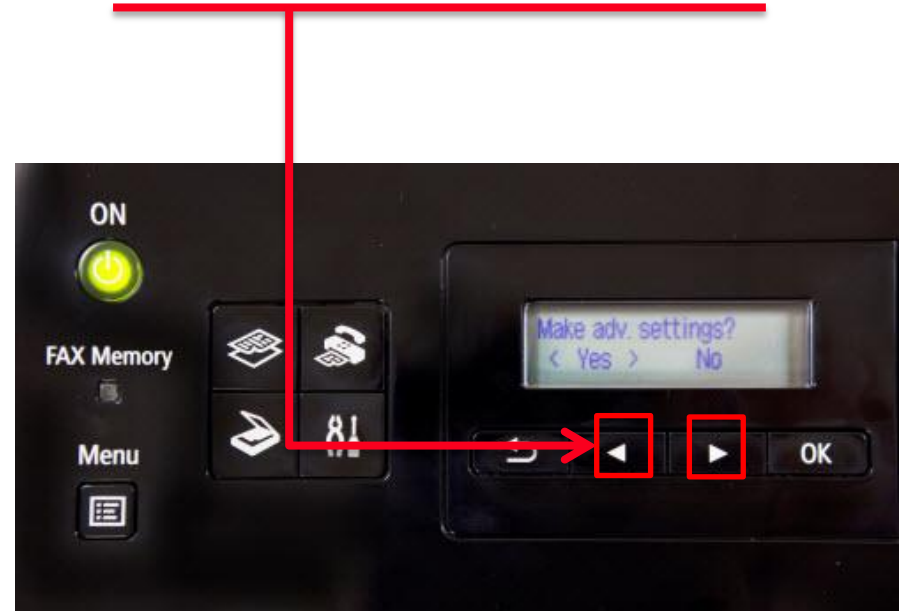 ON
FAX Memory
Menu
Make adv. settings?
< Yes > No
OK